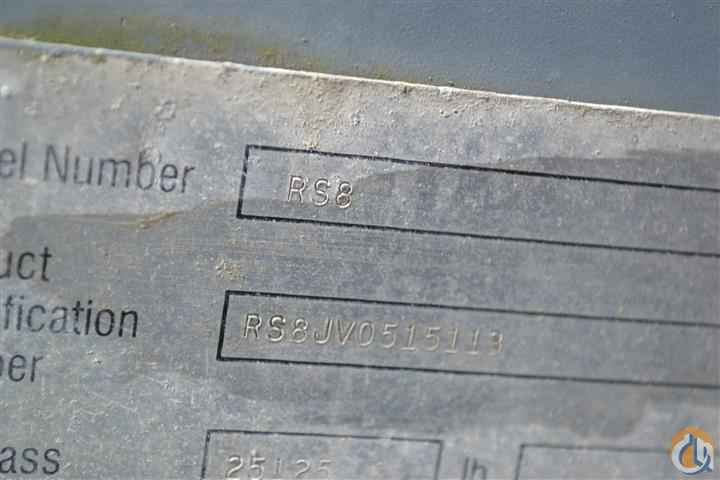 el Number RS8
uct
ification RS8JV0515113
ber
ass 25125 lb